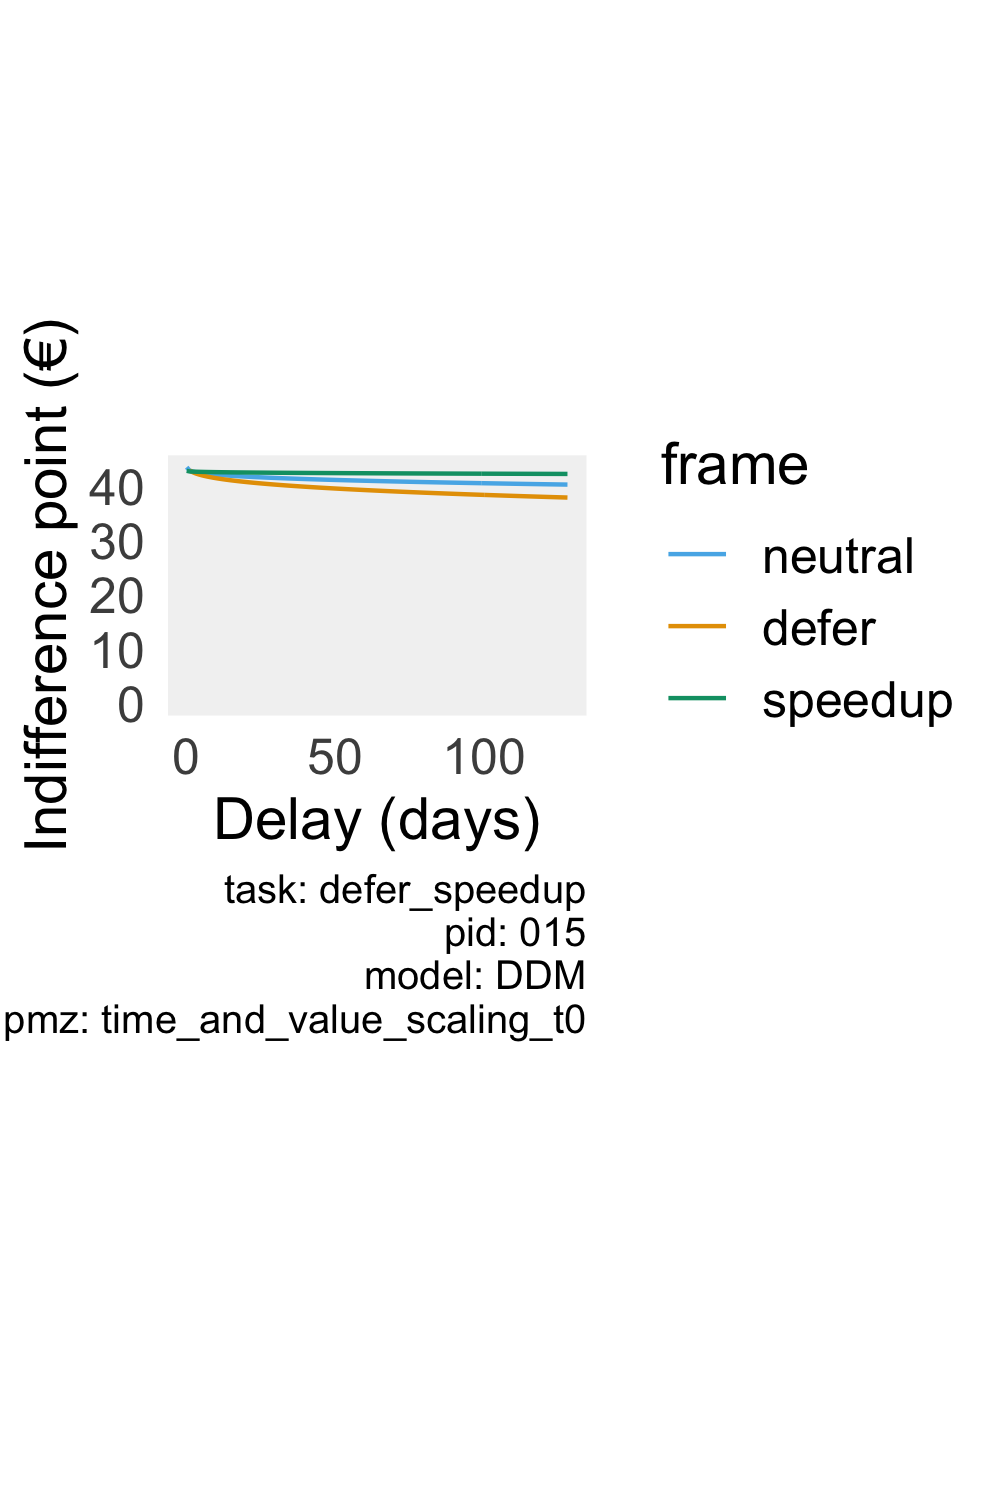 Indifference point (€)
40
30
20
10
0
0 50 100
Delay (days)
frame
neutral
defer
speedup
task: defer_speedup
pid: 015
model: DDM
pmz: time_and_value_scaling_t0